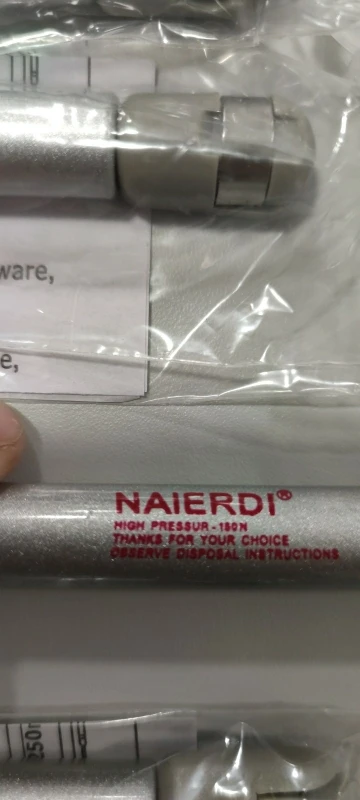 ware,
e,
NAIERDI®
HIGH PRESSUR-150N
THANKS FOR YOUR CHOICE
OBSERVE DISPOSAL INSTRUCTIONS